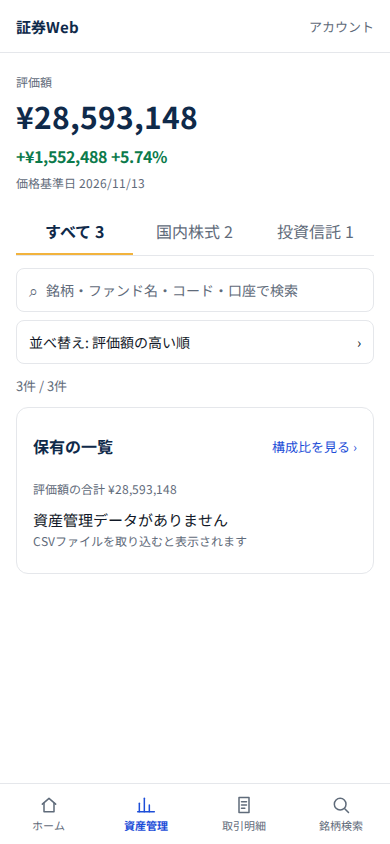 証券Web
アカウント
評価額
¥28,593,148
+¥1,552,488 +5.74%
価格基準日 2026/11/13
すべて 3
国内株式 2
投資信託 1
銘柄・ファンド名・コード・口座で検索
並べ替え: 評価額の高い順 ›
3件 / 3件
保有の一覧
構成比を見る ›
評価額の合計 ¥28,593,148
資産管理データがありません
CSVファイルを取り込むと表示されます
ホーム
資産管理
取引明細
銘柄検索